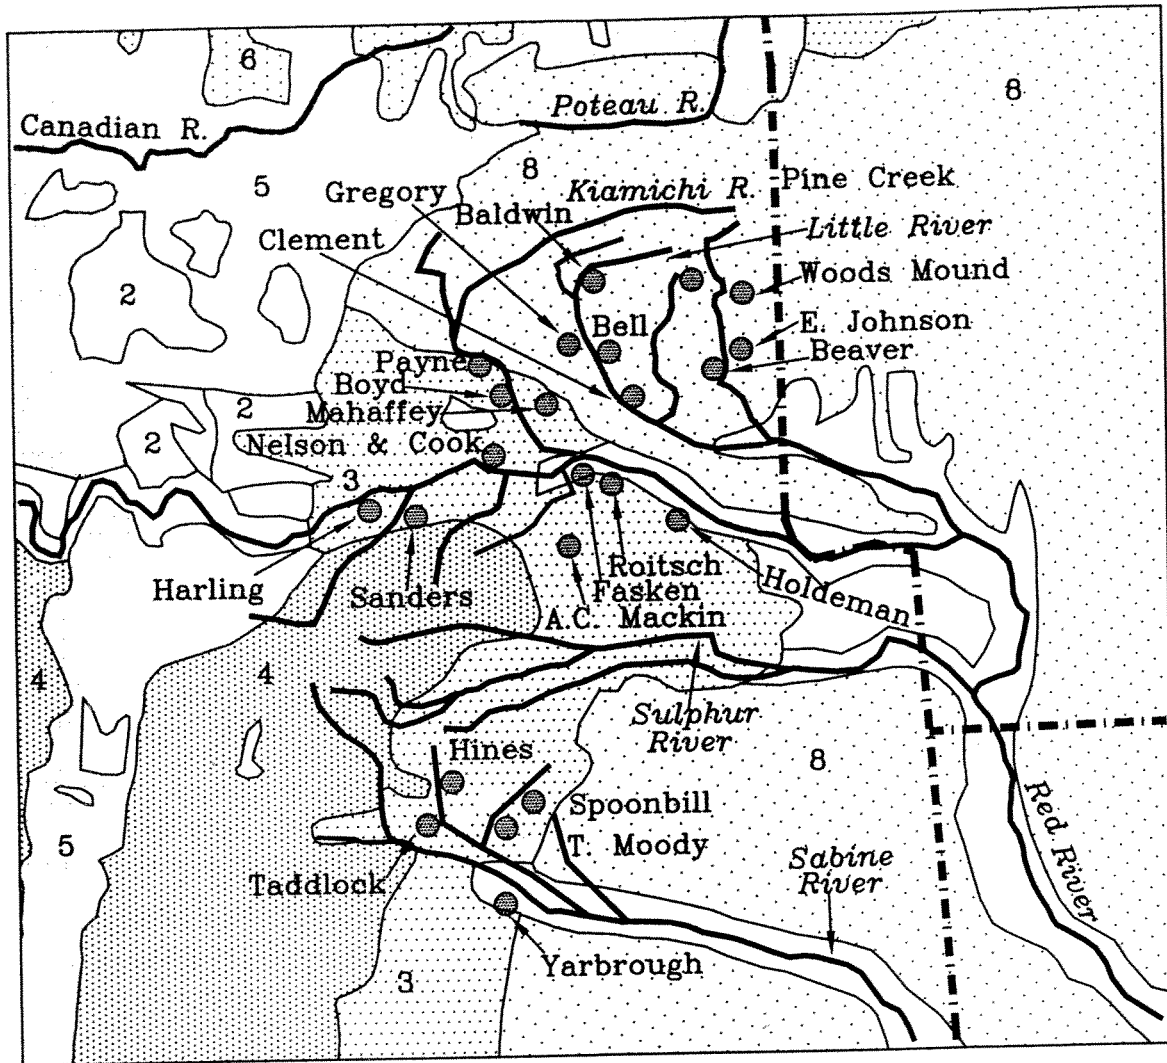 6
8
Poteau R.
Canadian R.
5
8
Gregory
Kiamichi R.
Pine Creek
Baldwin
Little River
Clement
Woods Mound
2
Bell
E. Johnson
Beaver
Payne
Boyd
2
Mahaffey
2
Nelson & Cook
3
Harling
Sanders
Roitsch
Fasken
A.C. Mackin
Holdeman
4
4
Sulphur
River
Hines
8
Spoonbill
T. Moody
5
Taddlock
Sabine
River
Red River
Yarbrough
3